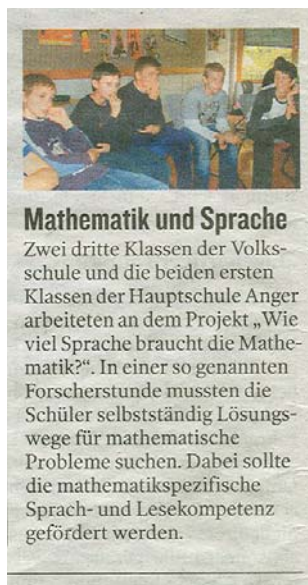 Mathematik und Sprache
Zwei dritte Klassen der Volks-
schule und die beiden ersten
Klassen der Hauptschule Anger
arbeiteten an dem Projekt „Wie
viel Sprache braucht die Mathe-
matik?“. In einer so genannten
Forscherstunde mussten die
Schüler selbstständig Lösungs-
wege für mathematische
Probleme suchen. Dabei sollte
die mathematikspezifische
Sprach- und Lesekompetenz
gefördert werden.